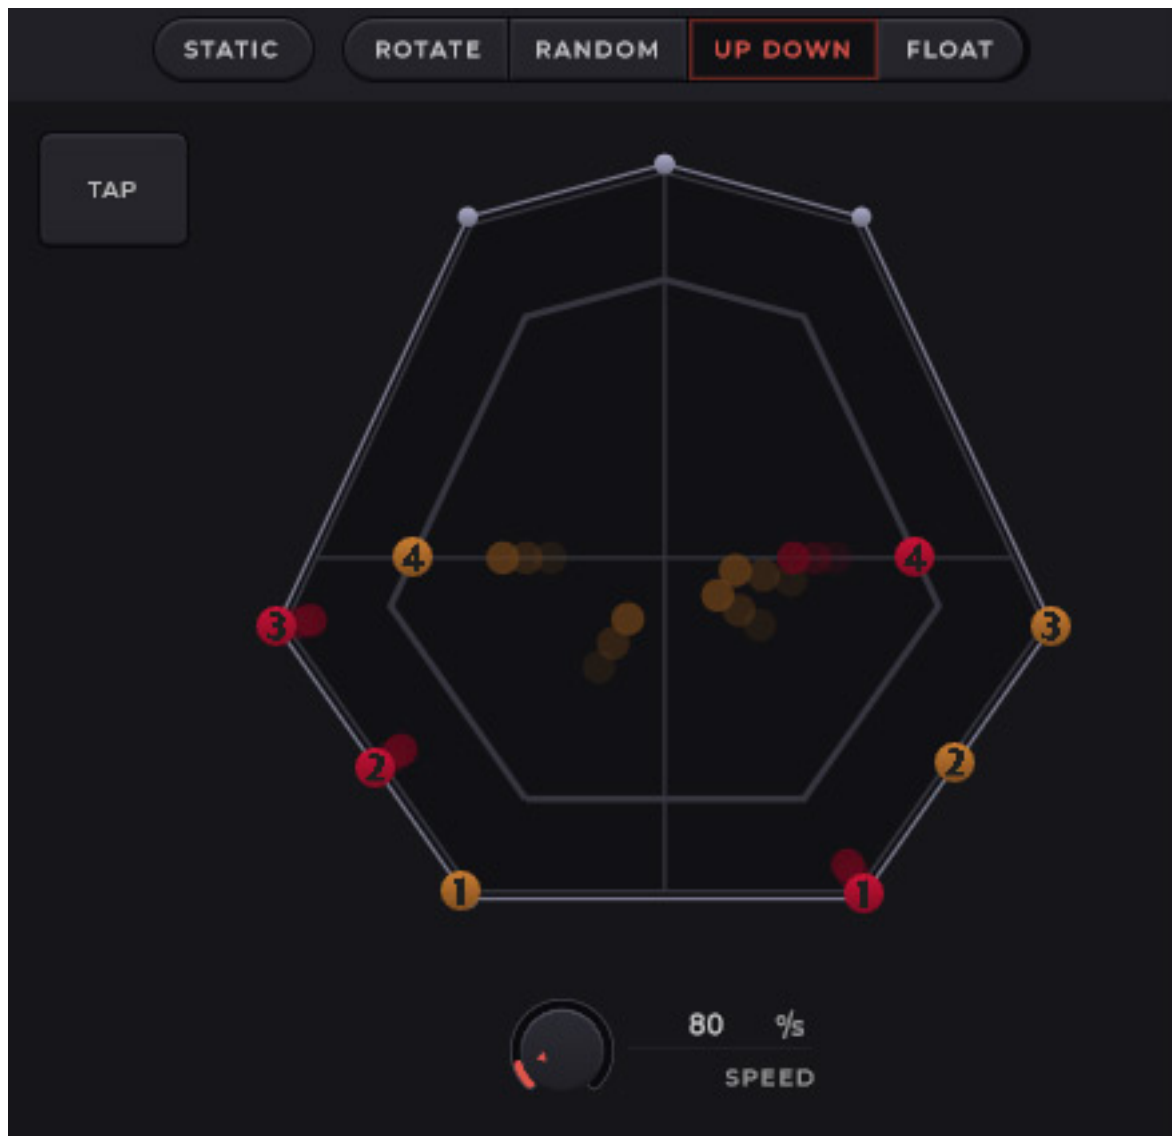 STATIC ROTATE RANDOM UP DOWN FLOAT
TAP
4 4
3 3
2 2
1 1
80 %/s
SPEED